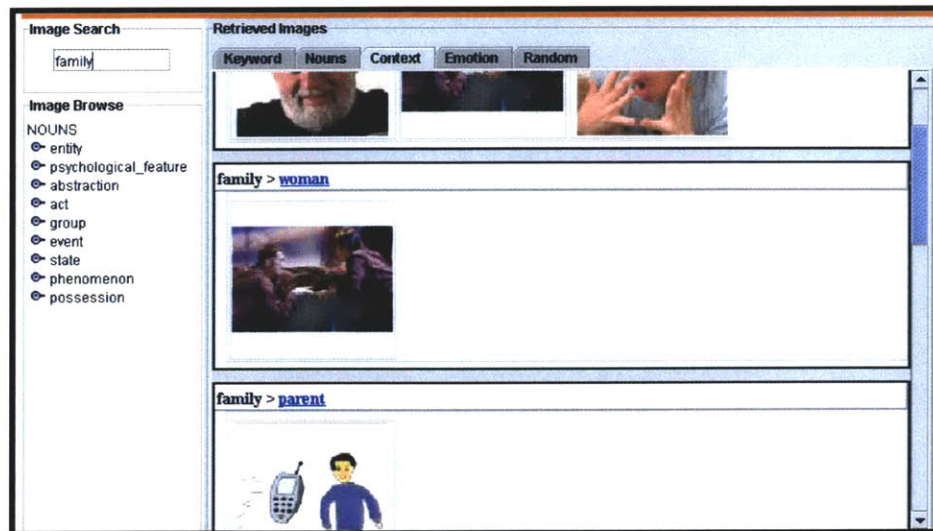 Image Search
family
Image Browse
NOUNS
entity
psychological_feature
abstraction
act
group
event
state
phenomenon
possession
Retrieved Images
Keyword Nouns Context Emotion Random
family > woman
family > parent